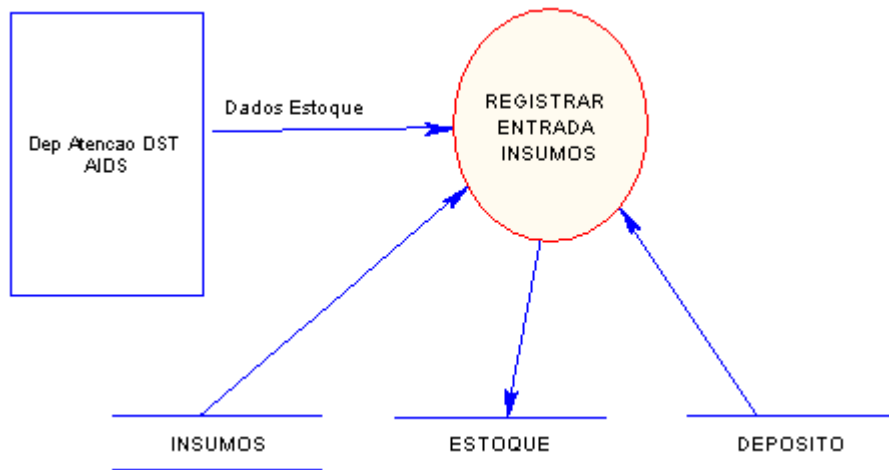 Dados Estoque
Dep Atencao DST
AIDS
REGISTRAR
ENTRADA
INSUMOS
INSUMOS
ESTOQUE
DEPOSITO